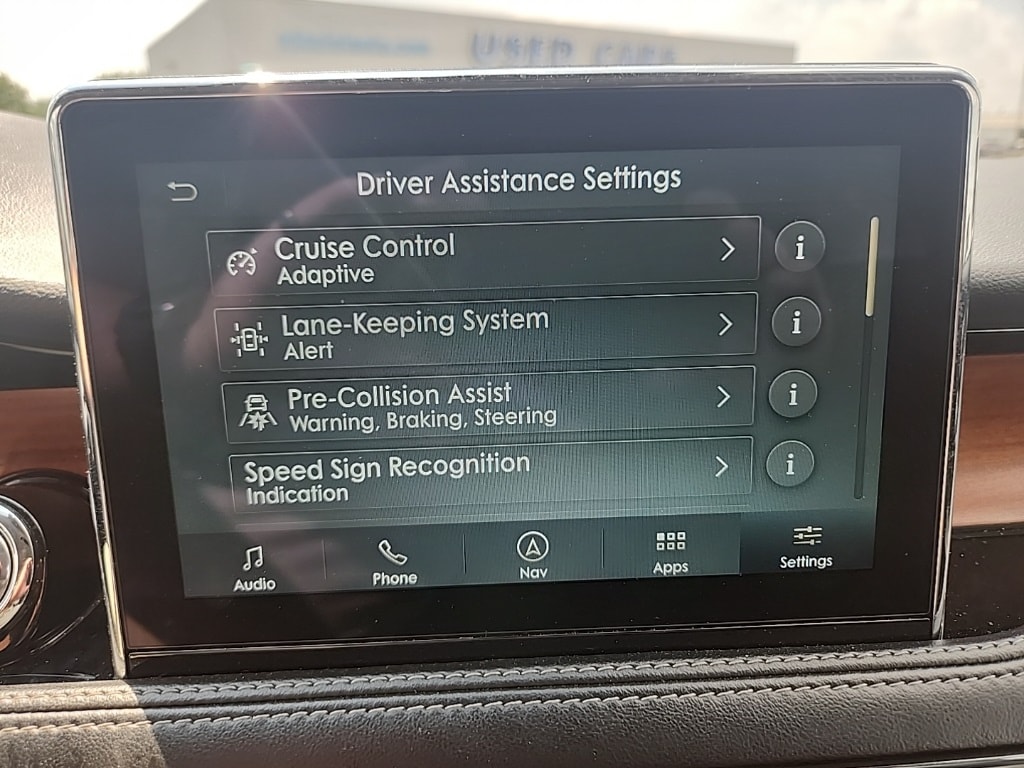 USED CARS
Driver Assistance Settings
Cruise Control
Adaptive
Lane-Keeping System
Alert
Pre-Collision Assist
Warning, Braking, Steering
Speed Sign Recognition
Indication
Audio
Phone
Nav
Apps
Settings